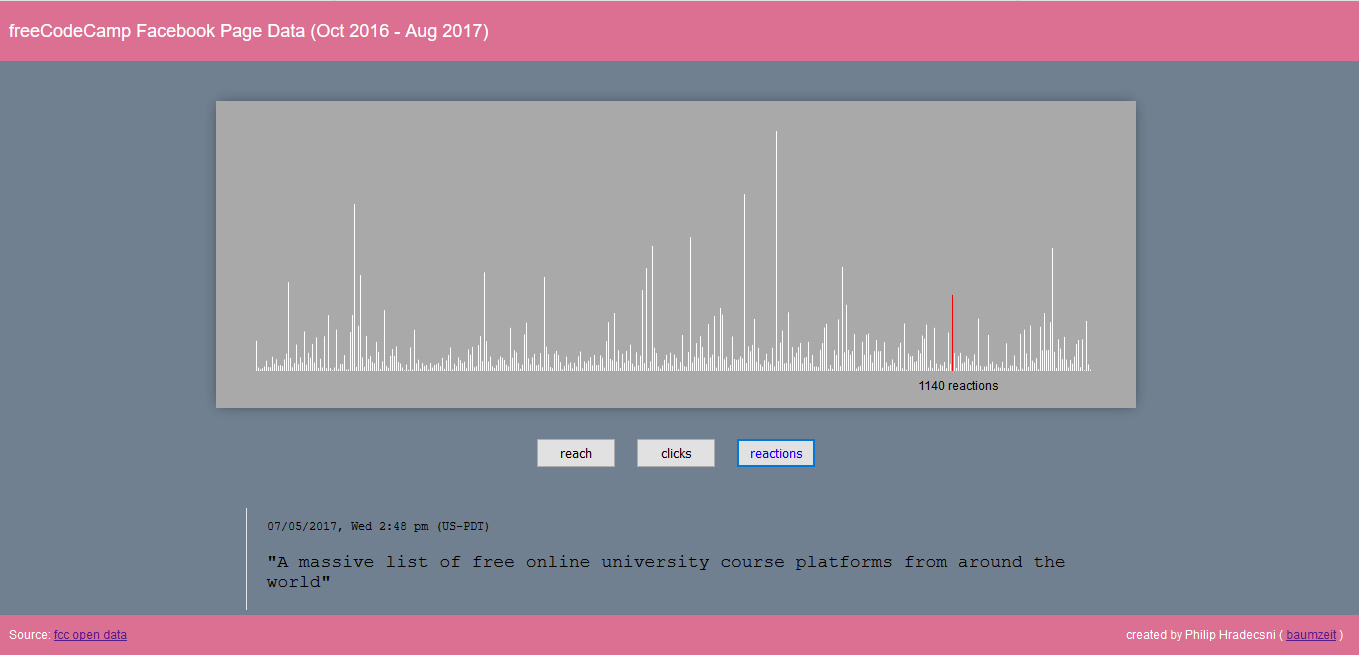 freeCodeCamp Facebook Page Data (Oct 2016 - Aug 2017)
1140 reactions
reach clicks reactions
07/05/2017, Wed 2:48 pm (US-PDT)
"A massive list of free online university course platforms from around the
world"
Source: fcc open data created by Philip Hradecsni ( baumzeit )